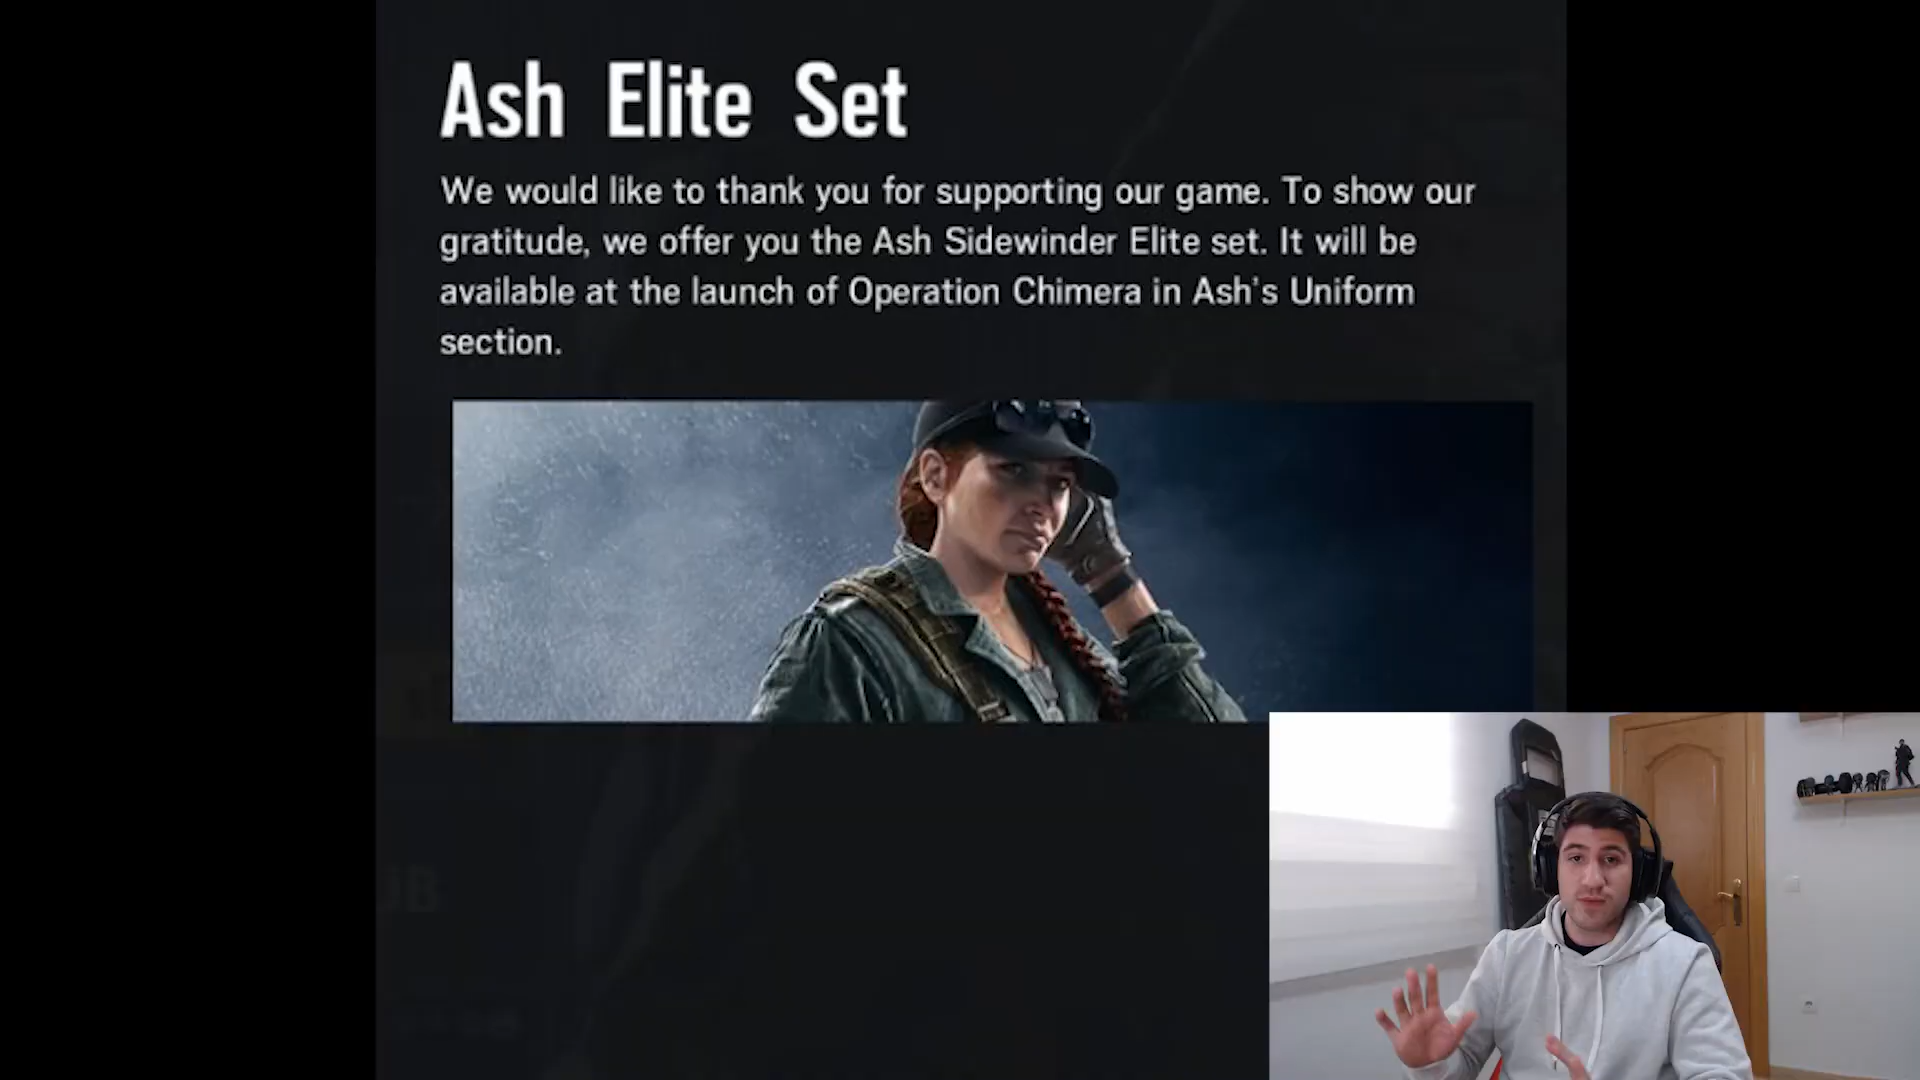 Ash Elite Set
We would like to thank you for supporting our game. To show our
gratitude, we offer you the Ash Sidewinder Elite set. It will be
available at the launch of Operation Chimera in Ash's Uniform
section.